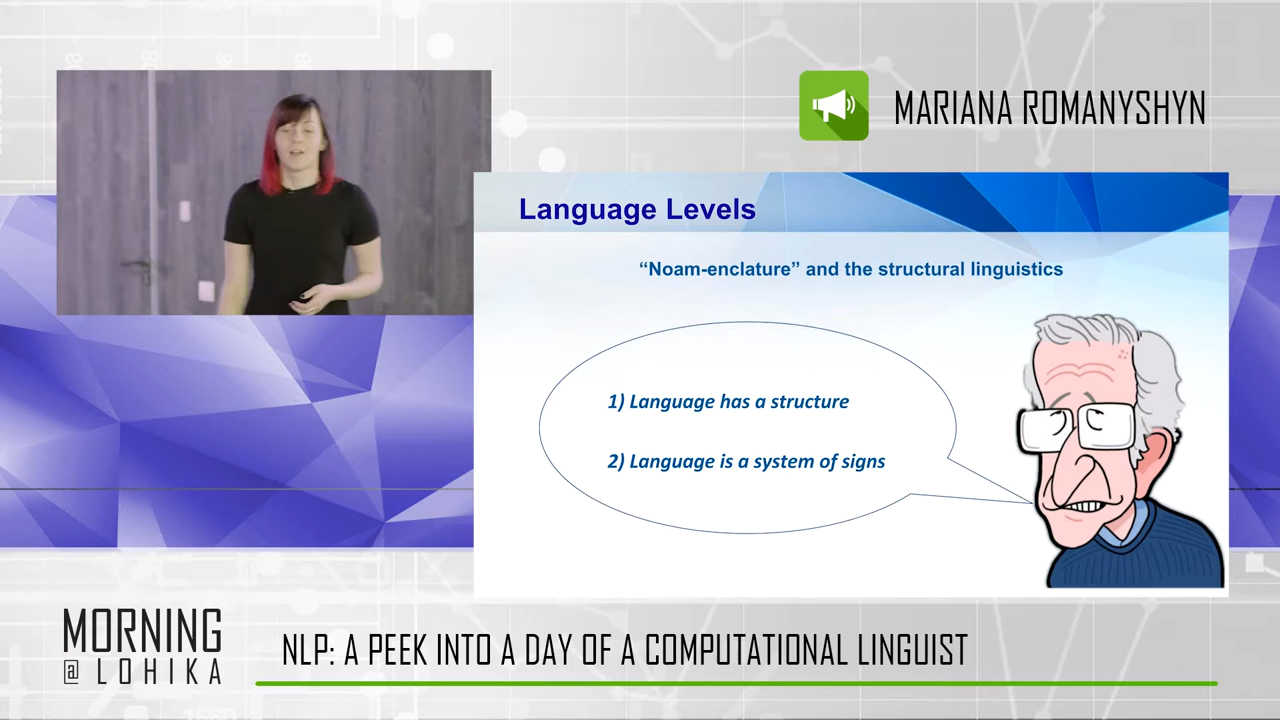 MARIANA ROMANYSHYN
Language Levels
“Noam-enclature” and the structural linguistics
1) Language has a structure
2) Language is a system of signs
MORNING
@ LOHIKA
NLP: A PEEK INTO A DAY OF A COMPUTATIONAL LINGUIST